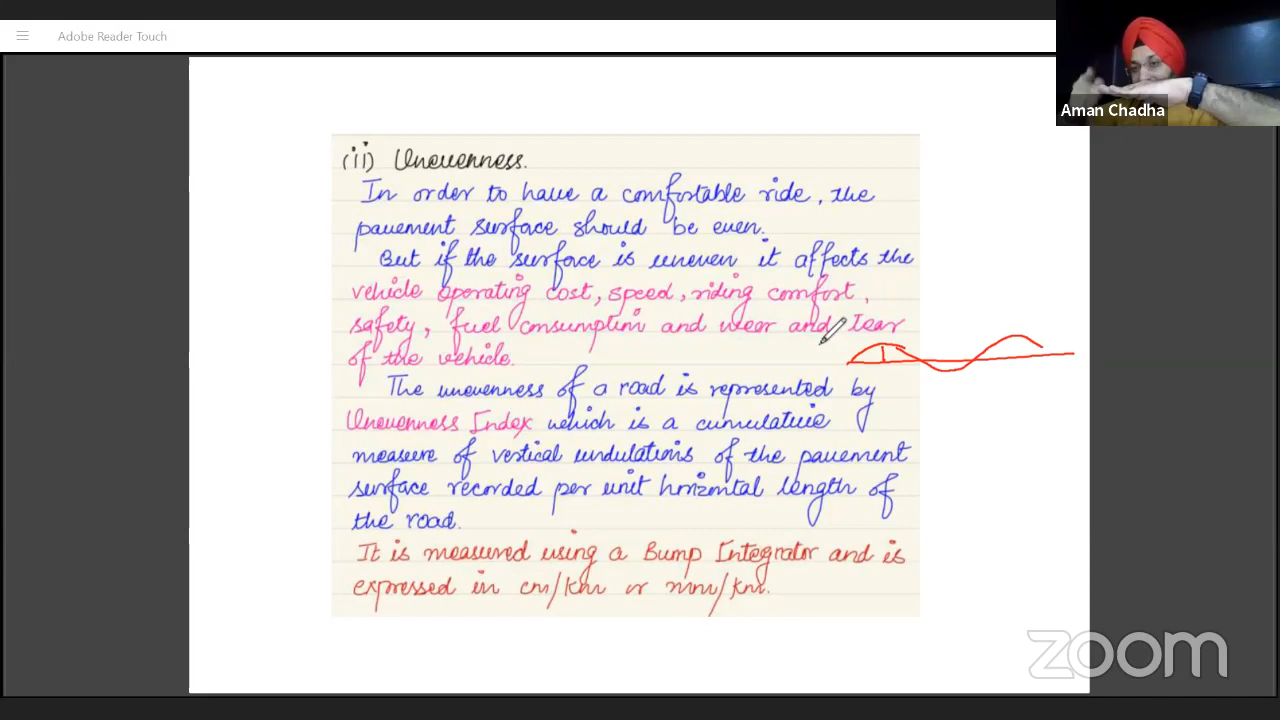 Adobe Reader Touch
Aman Chadha
(ii) Unevenness.
In order to have a comfortable ride, the
pavement surface should be even.
But if the surface is uneven it affects the
vehicle operating cost, speed, riding comfort,
safety, fuel consumption and wear and Tear
of the vehicle.
The unevenness of a road is represented by
Unevenness Index which is a cumulative
measure of vertical undulations of the pavement
surface recorded per unit horizontal length of
the road.
It is measured using a Bump Integrator and is
expressed in cm/km or mm/km.
zoom